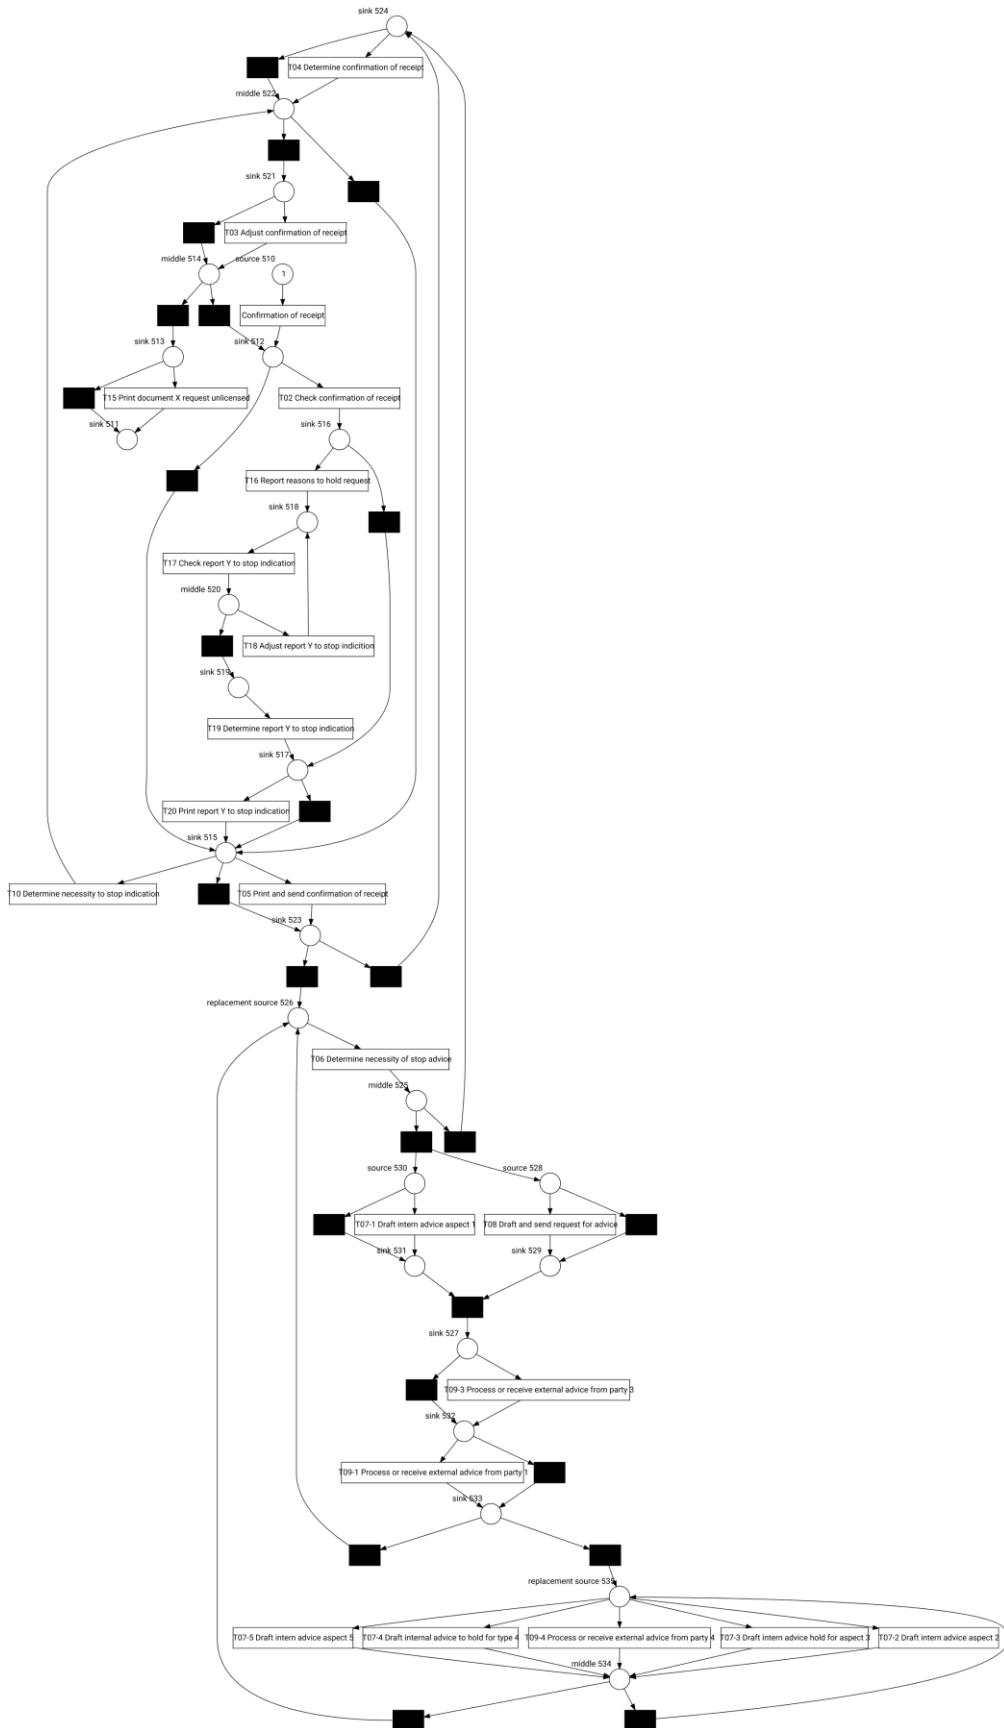 sink 524
T04 Determine confirmation of receipt
middle 522
sink 521
T03 Adjust confirmation of receipt
middle 514
source 510
1
Confirmation of receipt
sink 513
sink 512
T15 Print document X request unlicensed
T02 Check confirmation of receipt
sink 511
sink 516
T16 Report reasons to hold request
sink 518
T17 Check report Y to stop indication
middle 520
T18 Adjust report Y to stop indicition
sink 519
T19 Determine report Y to stop indication
sink 517
T20 Print report Y to stop indication
sink 515
T10 Determine necessity to stop indication
T05 Print and send confirmation of receipt
sink 523
replacement source 526
T06 Determine necessity of stop advice
middle 525
source 530
source 528
T07-1 Draft intern advice aspect 1
T08 Draft and send request for advice
sink 531
sink 529
sink 527
T09-3 Process or receive external advice from party 3
sink 532
T09-1 Process or receive external advice from party 1
sink 533
replacement source 535
T07-5 Draft intern advice aspect 5
T07-4 Draft internal advice to hold for type 4
T09-4 Process or receive external advice from party 4
T07-3 Draft intern advice hold for aspect 3
T07-2 Draft intern advice aspect 2
middle 534